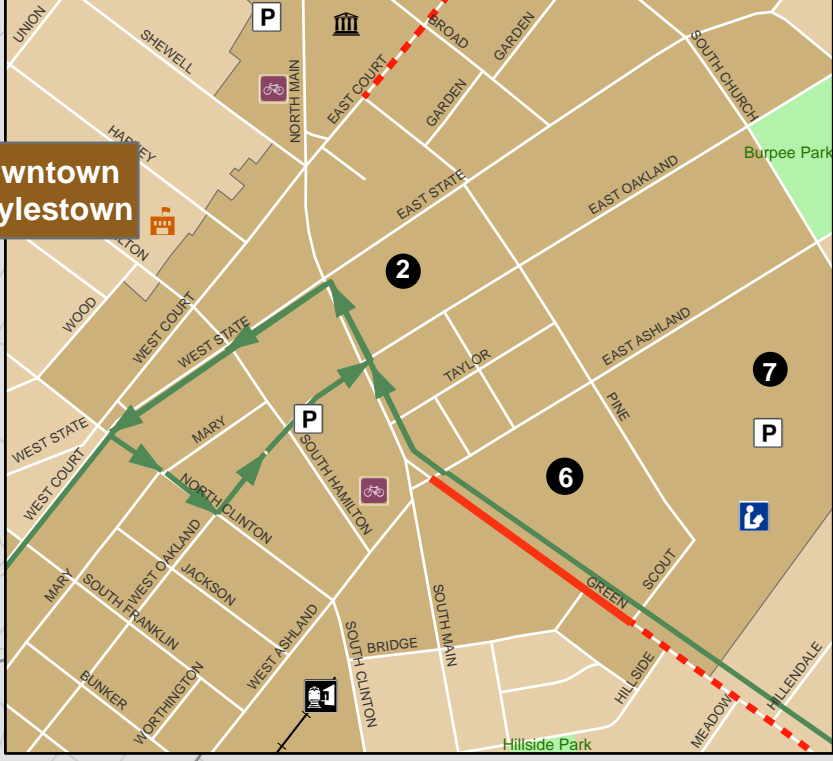 UNION
SHEWELL
P
NORTH MAIN
EAST COURT
BROAD
GARDEN
GARDEN
SOUTH CHURCH
Burpee Park
HARVEY
wntown
ylestown
LTON
EAST STATE
EAST OAKLAND
2
WOOD
WEST COURT
WEST STATE
TAYLOR
EAST ASHLAND
7
P
P
PINE
MARY
WEST STATE
WEST COURT
SOUTH HAMILTON
NORTH CLINTON
6
WEST OAKLAND
JACKSON
MARY
SOUTH FRANKLIN
GREEN
SCOUT
WEST ASHLAND
SOUTH CLINTON
BRIDGE
SOUTH MAIN
BUNKER
WORTHINGTON
HILLSIDE
MEADOW
HILLENDALE
Hillside Park